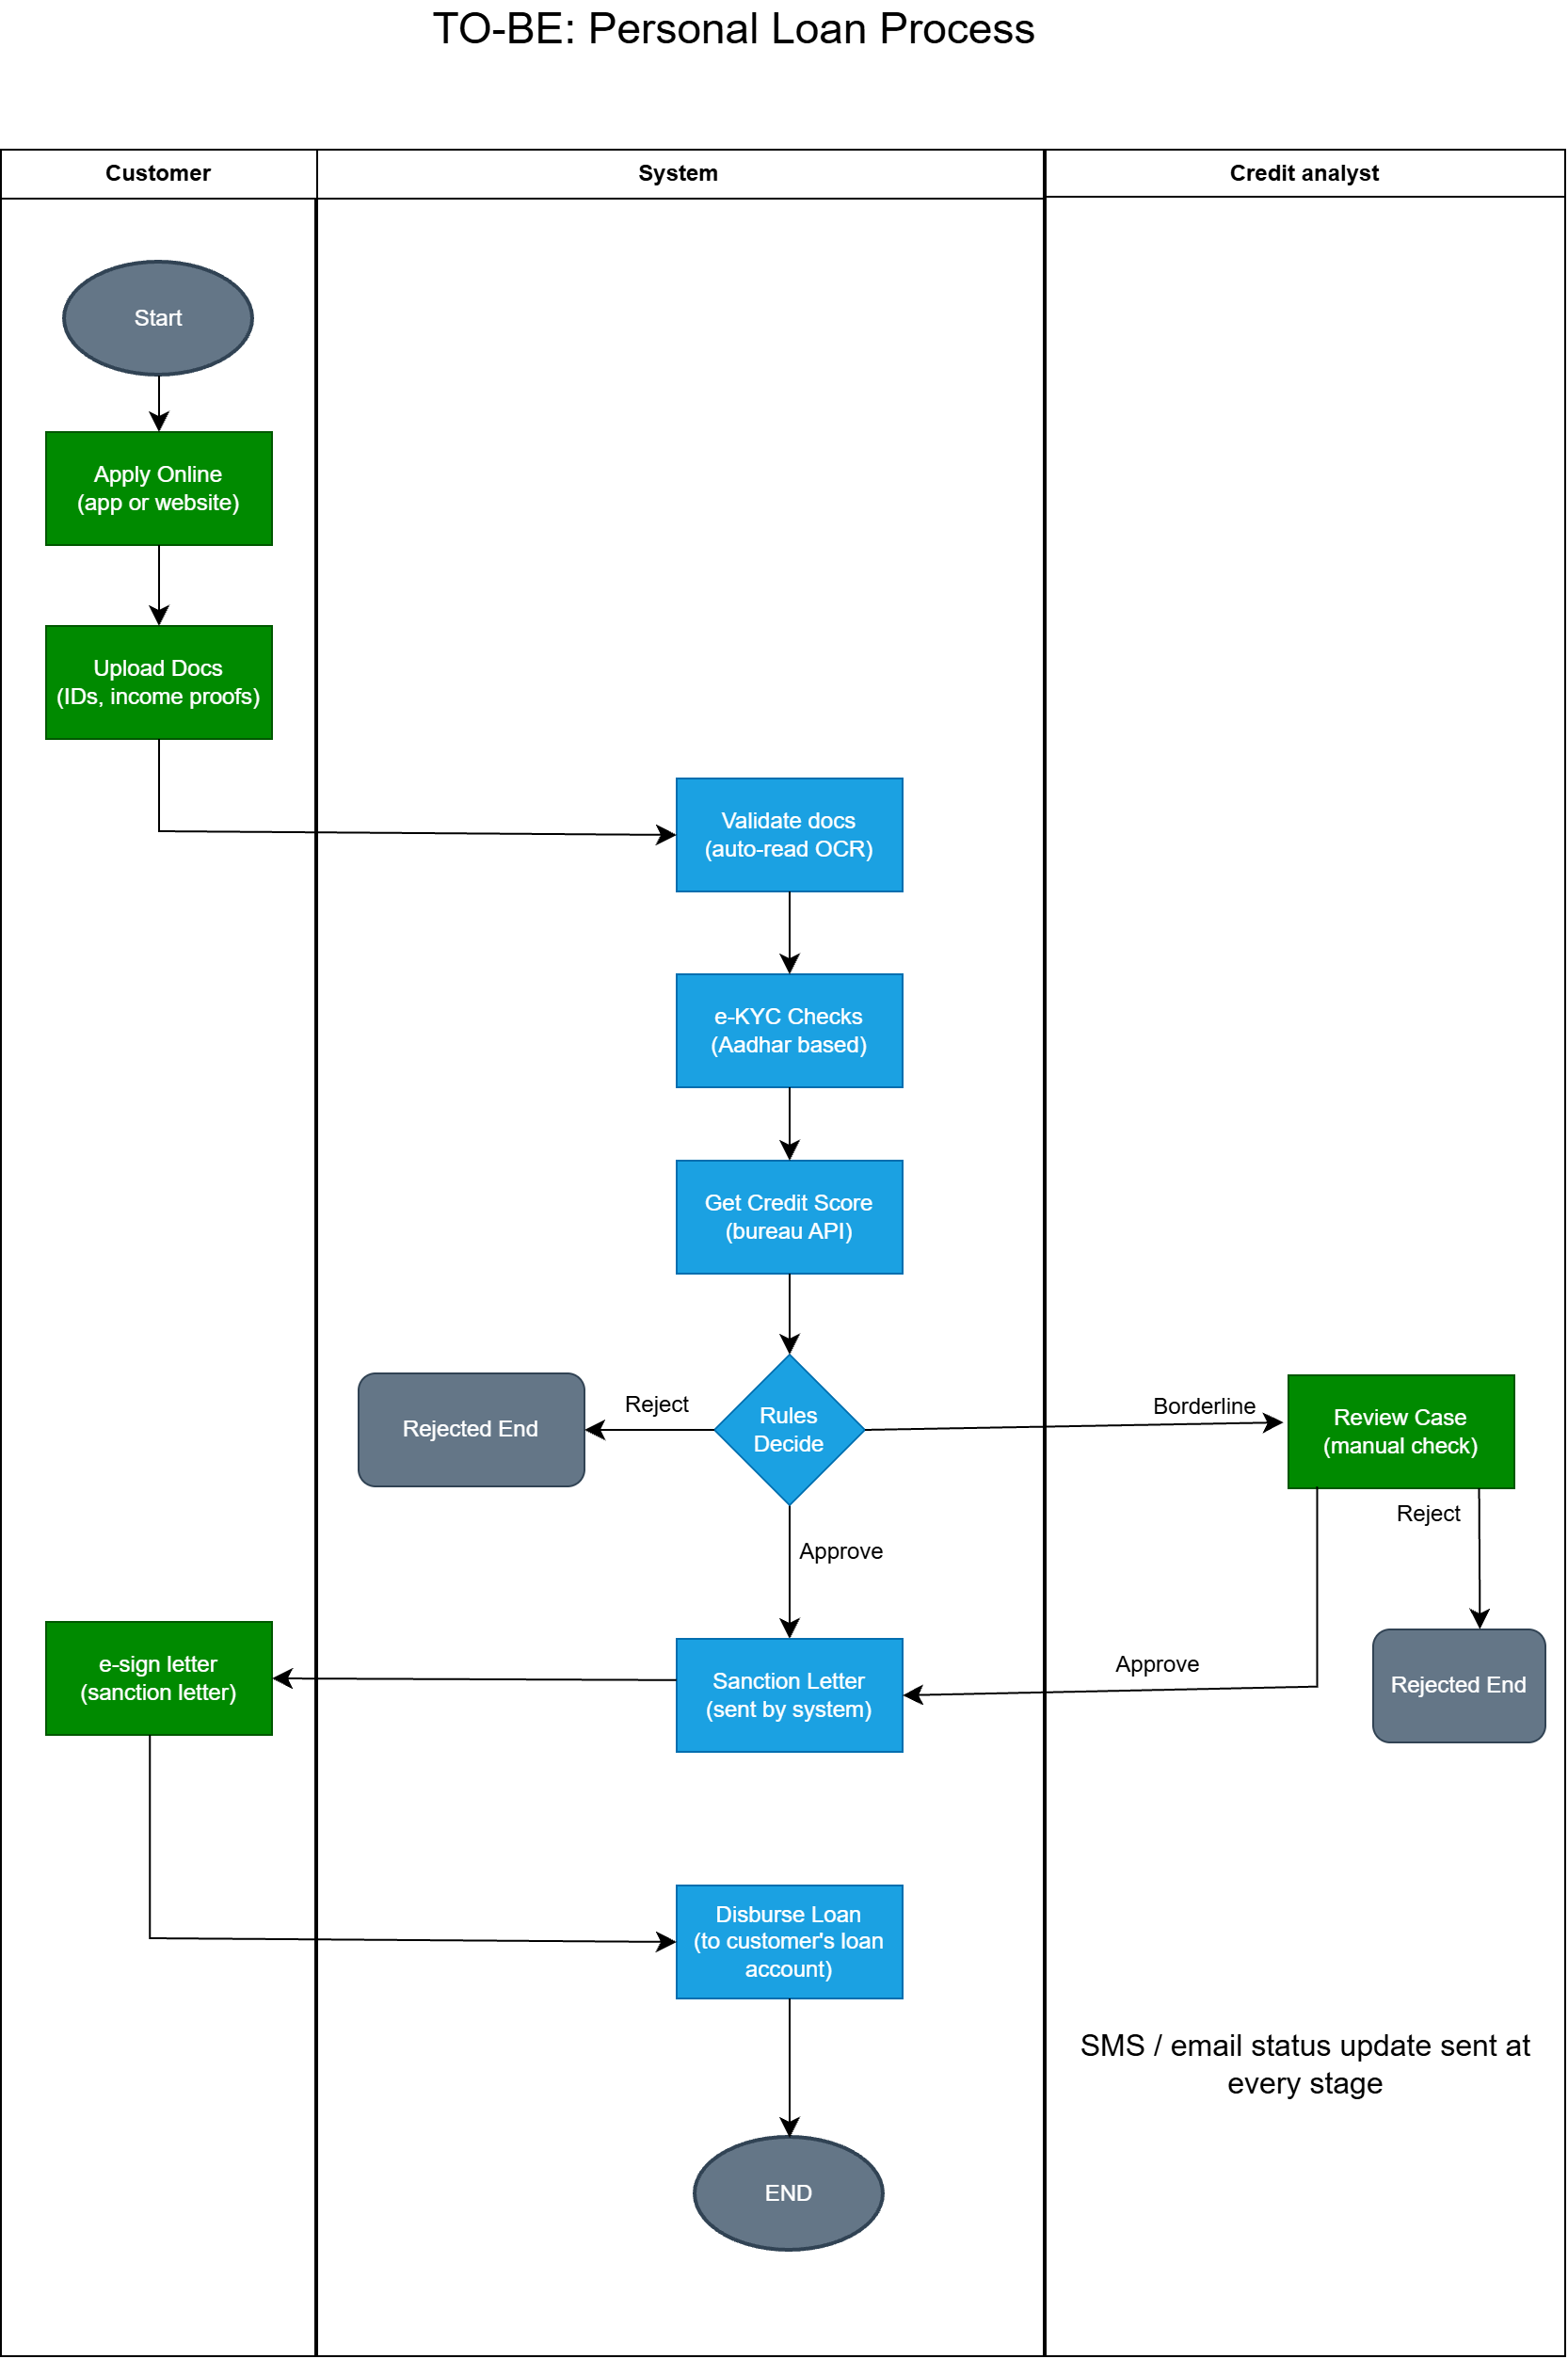 TO-BE: Personal Loan Process
Customer
System
Credit analyst
Start
Apply Online
(app or website)
Upload Docs
(IDs, income proofs)
Validate docs
(auto-read OCR)
e-KYC Checks
(Aadhar based)
Get Credit Score
(bureau API)
Rules
Decide
Reject
Rejected End
Borderline
Review Case
(manual check)
Reject
Rejected End
Approve
Approve
Sanction Letter
(sent by system)
e-sign letter
(sanction letter)
Disburse Loan
(to customer's loan
account)
SMS / email status update sent at
every stage
END